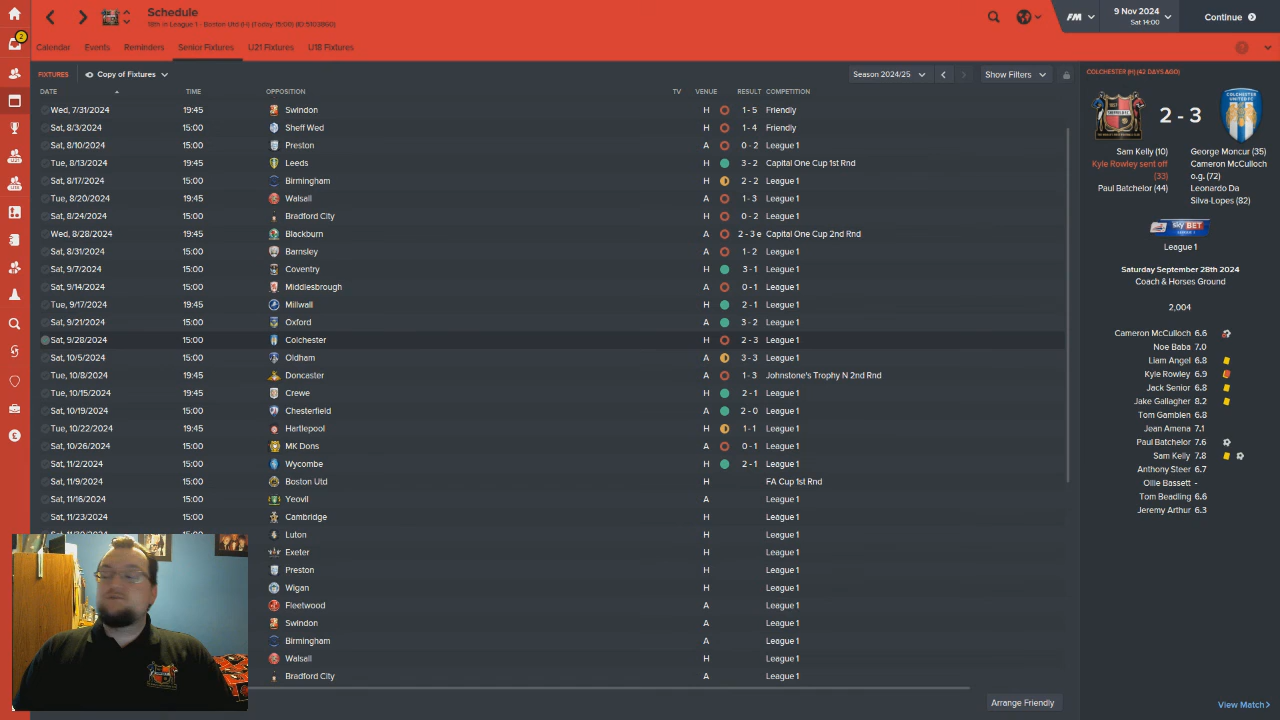 Schedule
18th in League 1 - Boston Utd (H) (Today 15:00)
9 Nov 2024
Sat 14:00
FM
Continue
2
Calendar Events Reminders Senior Fixtures U21 Fixtures U18 Fixtures
FIXTURES Copy of Fixtures Season 2024/25 Show Filters
DATE TIME OPPOSITION TV VENUE RESULT COMPETITION
Wed, 7/31/2024 19:45 Swindon H 1 - 5 Friendly
Sat, 8/3/2024 15:00 Sheff Wed H 1 - 4 Friendly
Sat, 8/10/2024 15:00 Preston A 0 - 2 League 1
Tue, 8/13/2024 19:45 Leeds H 3 - 2 Capital One Cup 1st Rnd
Sat, 8/17/2024 15:00 Birmingham H 2 - 2 League 1
Tue, 8/20/2024 19:45 Walsall A 1 - 3 League 1
Sat, 8/24/2024 15:00 Bradford City H 0 - 2 League 1
Wed, 8/28/2024 19:45 Blackburn A 2 - 3 e Capital One Cup 2nd Rnd
Sat, 8/31/2024 15:00 Barnsley A 1 - 2 League 1
Sat, 9/7/2024 15:00 Coventry H 3 - 1 League 1
Sat, 9/14/2024 15:00 Middlesbrough A 0 - 1 League 1
Tue, 9/17/2024 19:45 Millwall H 2 - 1 League 1
Sat, 9/21/2024 15:00 Oxford A 3 - 2 League 1
Sat, 9/28/2024 15:00 Colchester H 2 - 3 League 1
Sat, 10/5/2024 15:00 Oldham A 3 - 3 League 1
Tue, 10/8/2024 19:45 Doncaster A 1 - 3 Johnstone's Trophy N 2nd Rnd
Tue, 10/15/2024 19:45 Crewe H 2 - 1 League 1
Sat, 10/19/2024 15:00 Chesterfield A 2 - 0 League 1
Tue, 10/22/2024 19:45 Hartlepool H 1 - 1 League 1
Sat, 10/26/2024 15:00 MK Dons A 0 - 1 League 1
Sat, 11/2/2024 15:00 Wycombe H 2 - 1 League 1
Sat, 11/9/2024 15:00 Boston Utd H FA Cup 1st Rnd
Sat, 11/16/2024 15:00 Yeovil A League 1
Sat, 11/23/2024 15:00 Cambridge H League 1
Luton H League 1
Exeter H League 1
Preston H League 1
Wigan H League 1
Fleetwood A League 1
Swindon A League 1
Birmingham A League 1
Walsall H League 1
Bradford City A League 1
Arrange Friendly
COLCHESTER (H) (42 DAYS AGO)
2 - 3
COLCHESTER
Sam Kelly (10)
Kyle Rowley sent off
(33)
Paul Batchelor (44)
George Moncur (35)
Cameron McCulloch
o.g. (72)
Leonardo Da
Silva-Lopes (82)
sky BET
League 1
Saturday September 28th 2024
Coach & Horses Ground
2,004
Cameron McCulloch 6.6
Noe Baba 7.0
Liam Angel 6.8
Kyle Rowley 6.9
Jack Senior 6.8
Jake Gallagher 8.2
Tom Gamblen 6.8
Jean Amena 7.1
Paul Batchelor 7.6
Sam Kelly 7.8
Anthony Steer 6.7
Ollie Bassett -
Tom Beadling 6.6
Jeremy Arthur 6.3
View Match